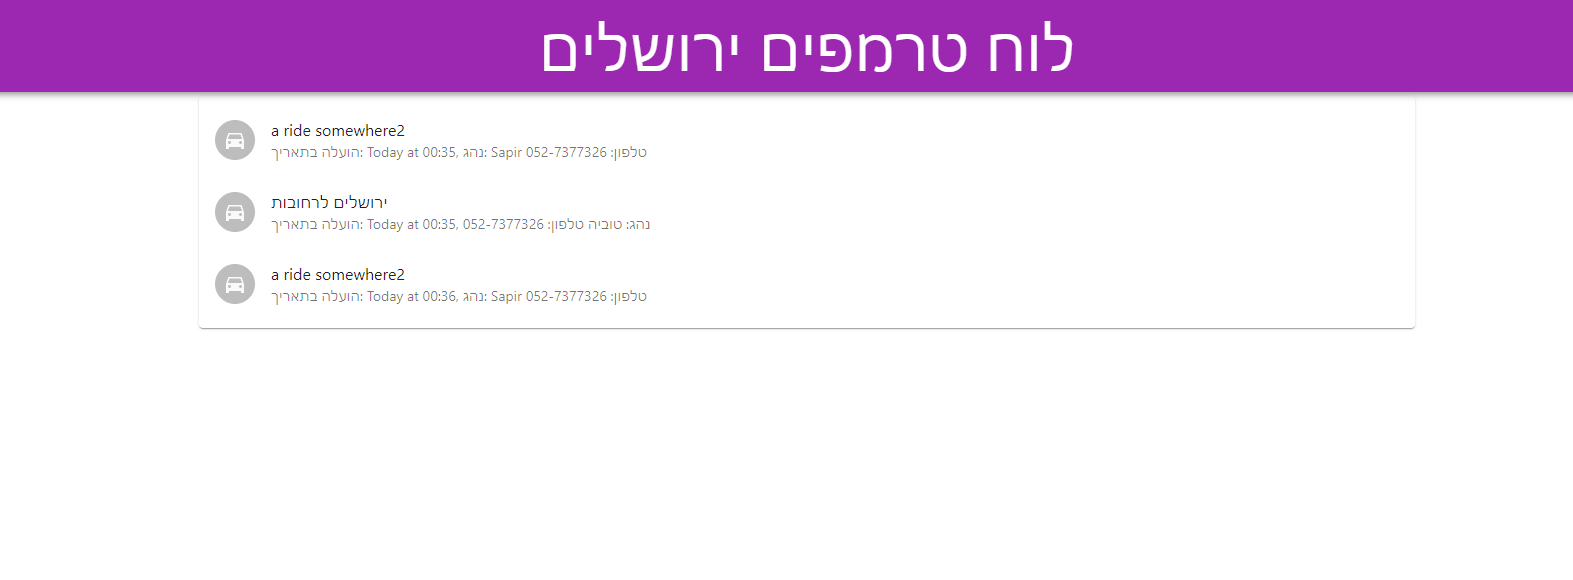 לוח טרמפים ירושלים
a ride somewhere2
הועלה בתאריך: Today at 00:35, נהג: Sapir טלפון: 052-7377326
ירושלים לרחובות
הועלה בתאריך: Today at 00:35, נהג: טוביה טלפון: 052-7377326
a ride somewhere2
הועלה בתאריך: Today at 00:36, נהג: Sapir טלפון: 052-7377326